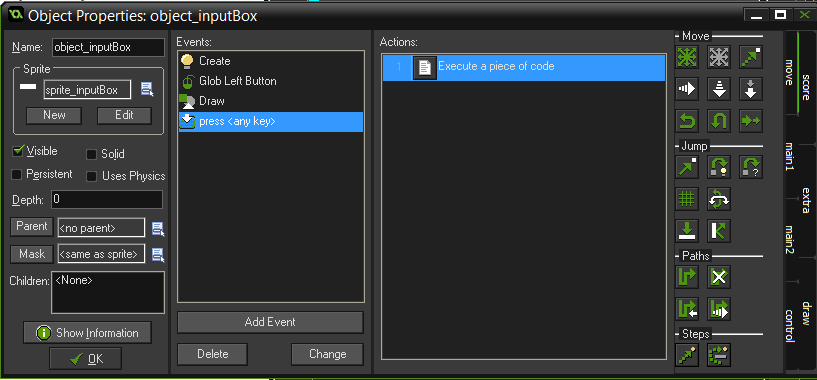 Object Properties: object_inputBox
Name: object_inputBox
Sprite
sprite_inputBox
New Edit
Visible Solid
Persistent Uses Physics
Depth: 0
Parent <no parent>
Mask <same as sprite>
Children: <None>
Show Information
OK
Events:
Create
Glob Left Button
Draw
press <any key>
Add Event
Delete Change
Actions:
1 Execute a piece of code
Move
Jump
Paths
Steps
move
main1
main2
control
score
extra
draw